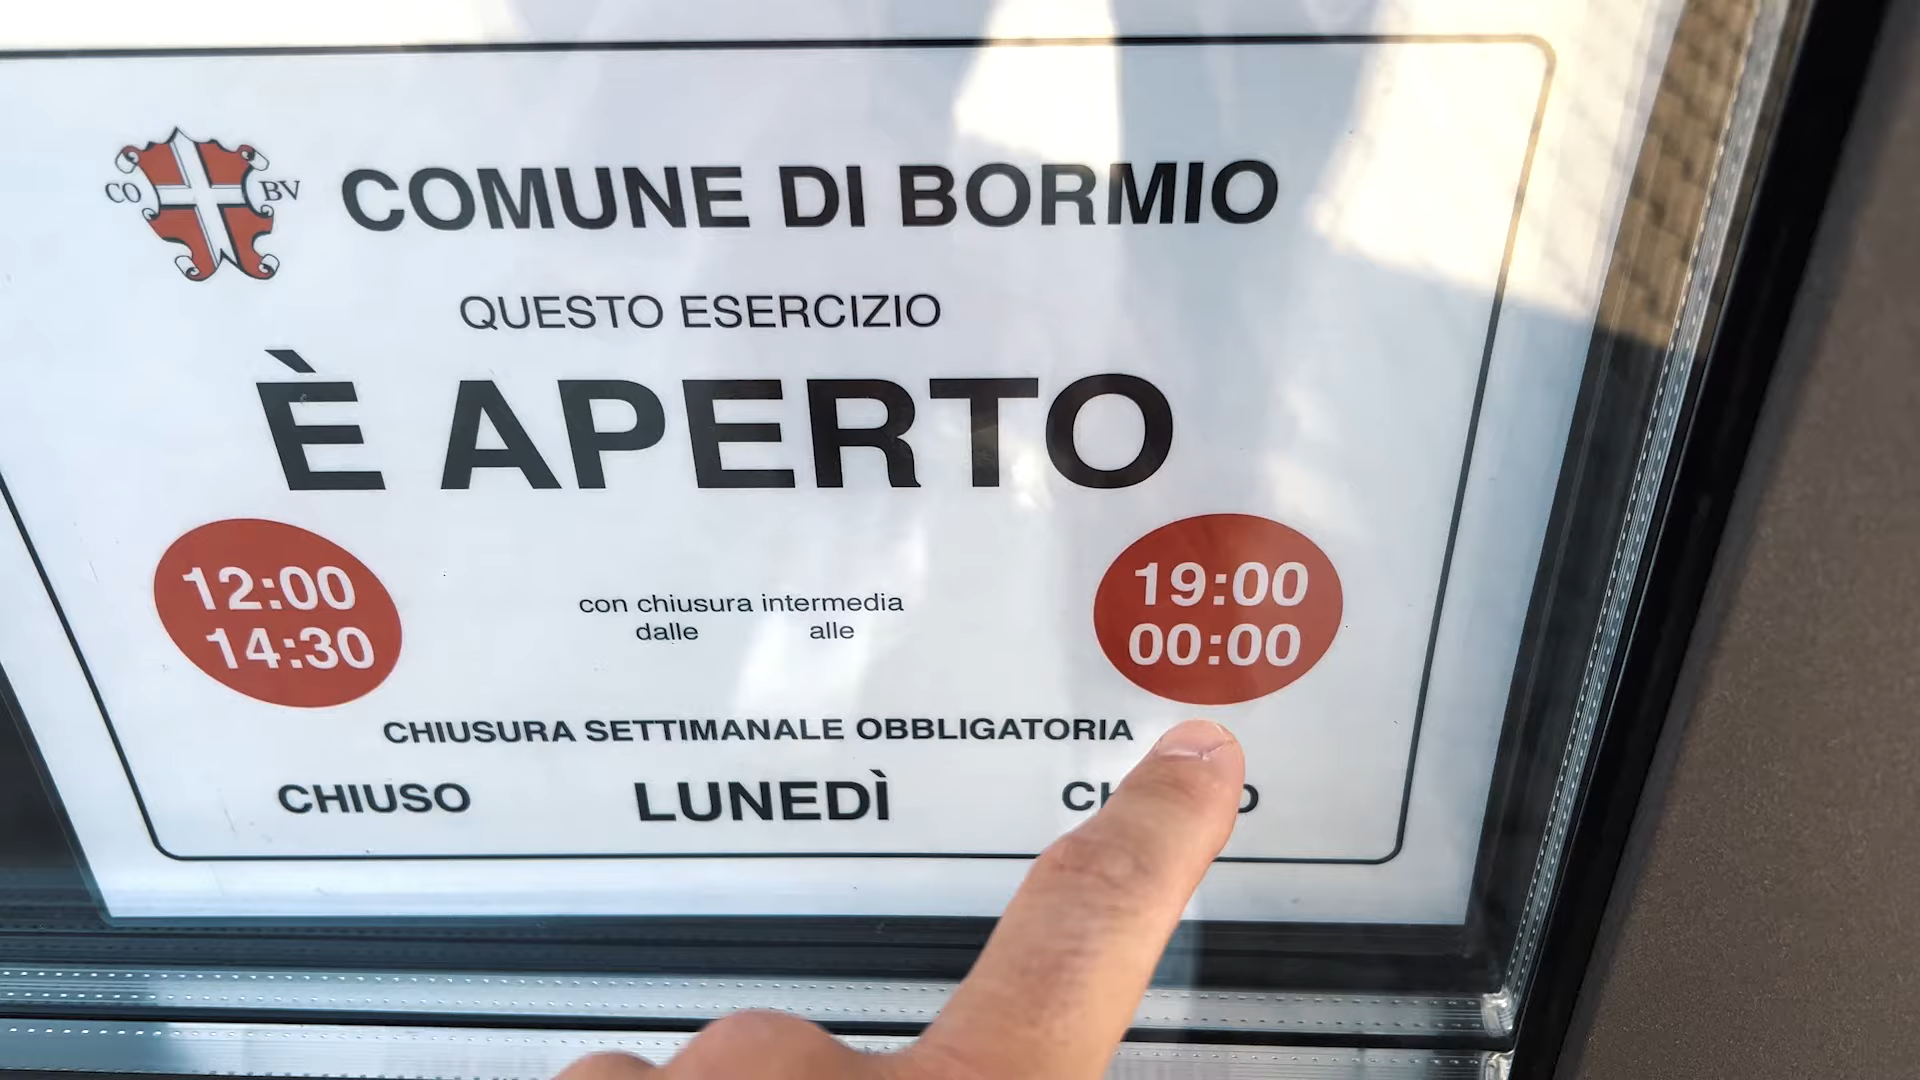 CO BV
COMUNE DI BORMIO
QUESTO ESERCIZIO
È APERTO
12:00
14:30
con chiusura intermedia
dalle alle
19:00
00:00
CHIUSURA SETTIMANALE OBBLIGATORIA
CHIUSO LUNEDÌ